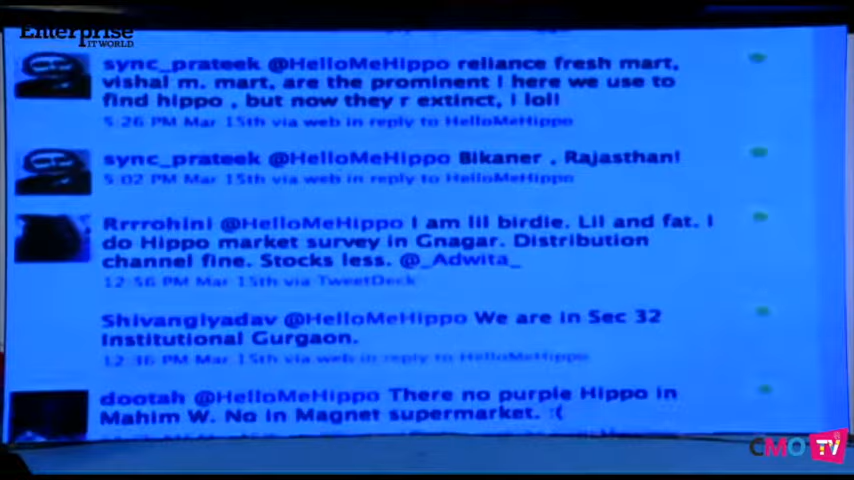 Enterprise
IT WORLD
sync_prateek @HelloMeHippo reliance fresh mart,
vishal m. mart, are the prominent i here we use to
find hippo , but now they r extinct, i lol!
5:26 PM Mar 15th via web in reply to HelloMeHippo
sync_prateek @HelloMeHippo Bikaner , Rajasthan!
5:02 PM Mar 15th via web in reply to HelloMeHippo
Rrrrohini @HelloMeHippo I am lil birdie. Lil and fat. I
do Hippo market survey in Gnagar. Distribution
channel fine. Stocks less. @_Adwita_
12:56 PM Mar 15th via TweetDeck
Shivangiyadav @HelloMeHippo We are in Sec 32
Institutional Gurgaon.
12:36 PM Mar 15th via web in reply to HelloMeHippo
dootah @HelloMeHippo There no purple Hippo in
Mahim W. No in Magnet supermarket. :(
CMO TV